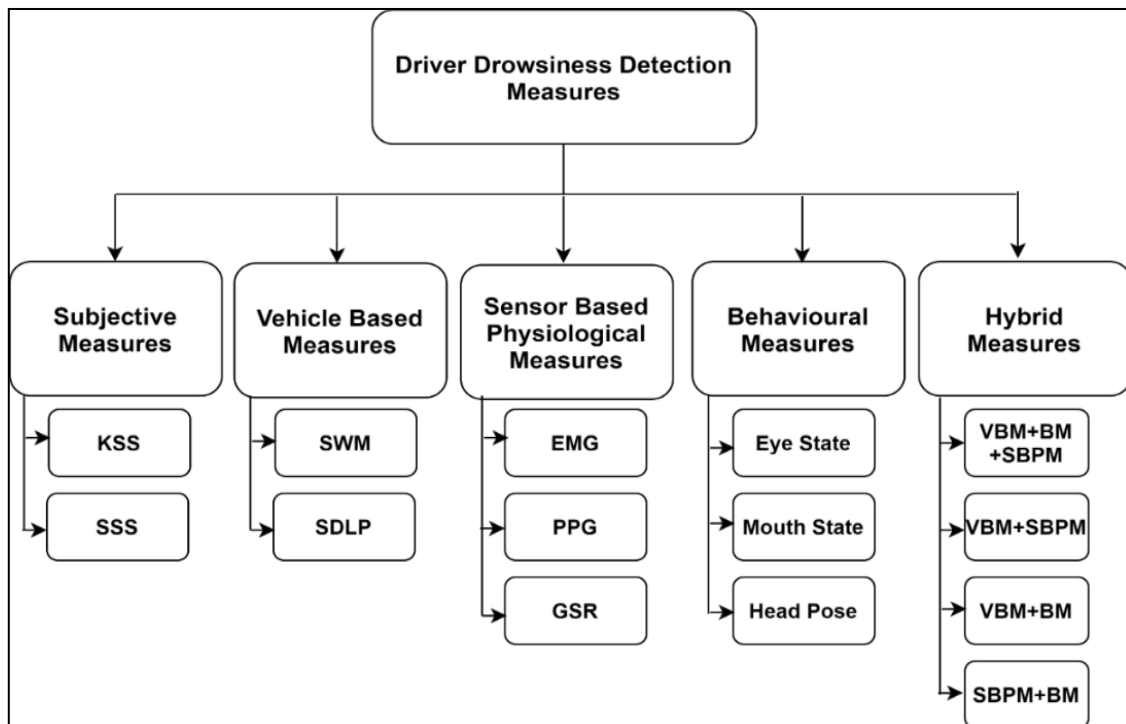 Driver Drowsiness Detection
Measures
Subjective
Measures
Vehicle Based
Measures
Sensor Based
Physiological
Measures
Behavioural
Measures
Hybrid
Measures
KSS
SSS
SWM
SDLP
EMG
PPG
GSR
Eye State
Mouth State
Head Pose
VBM+BM
+SBPM
VBM+SBPM
VBM+BM
SBPM+BM